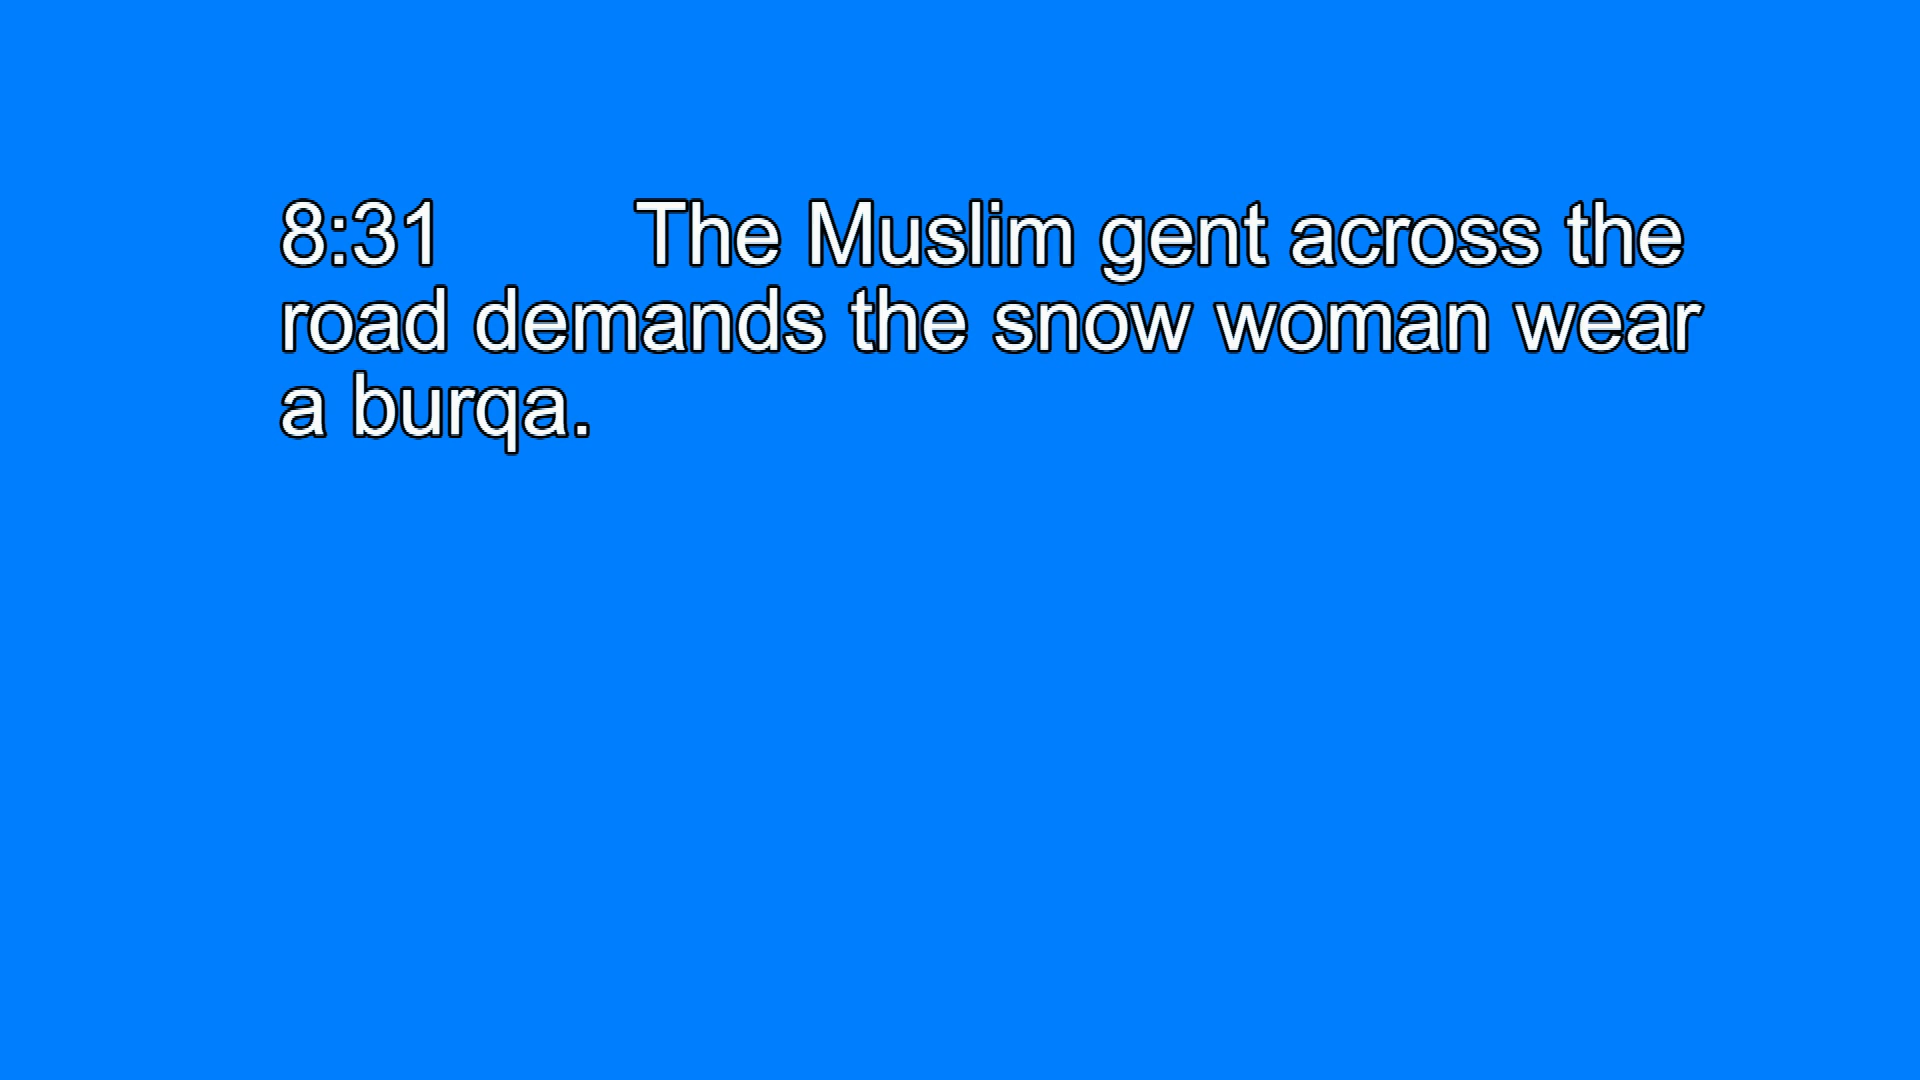 8:31 The Muslim gent across the
road demands the snow woman wear
a burqa.